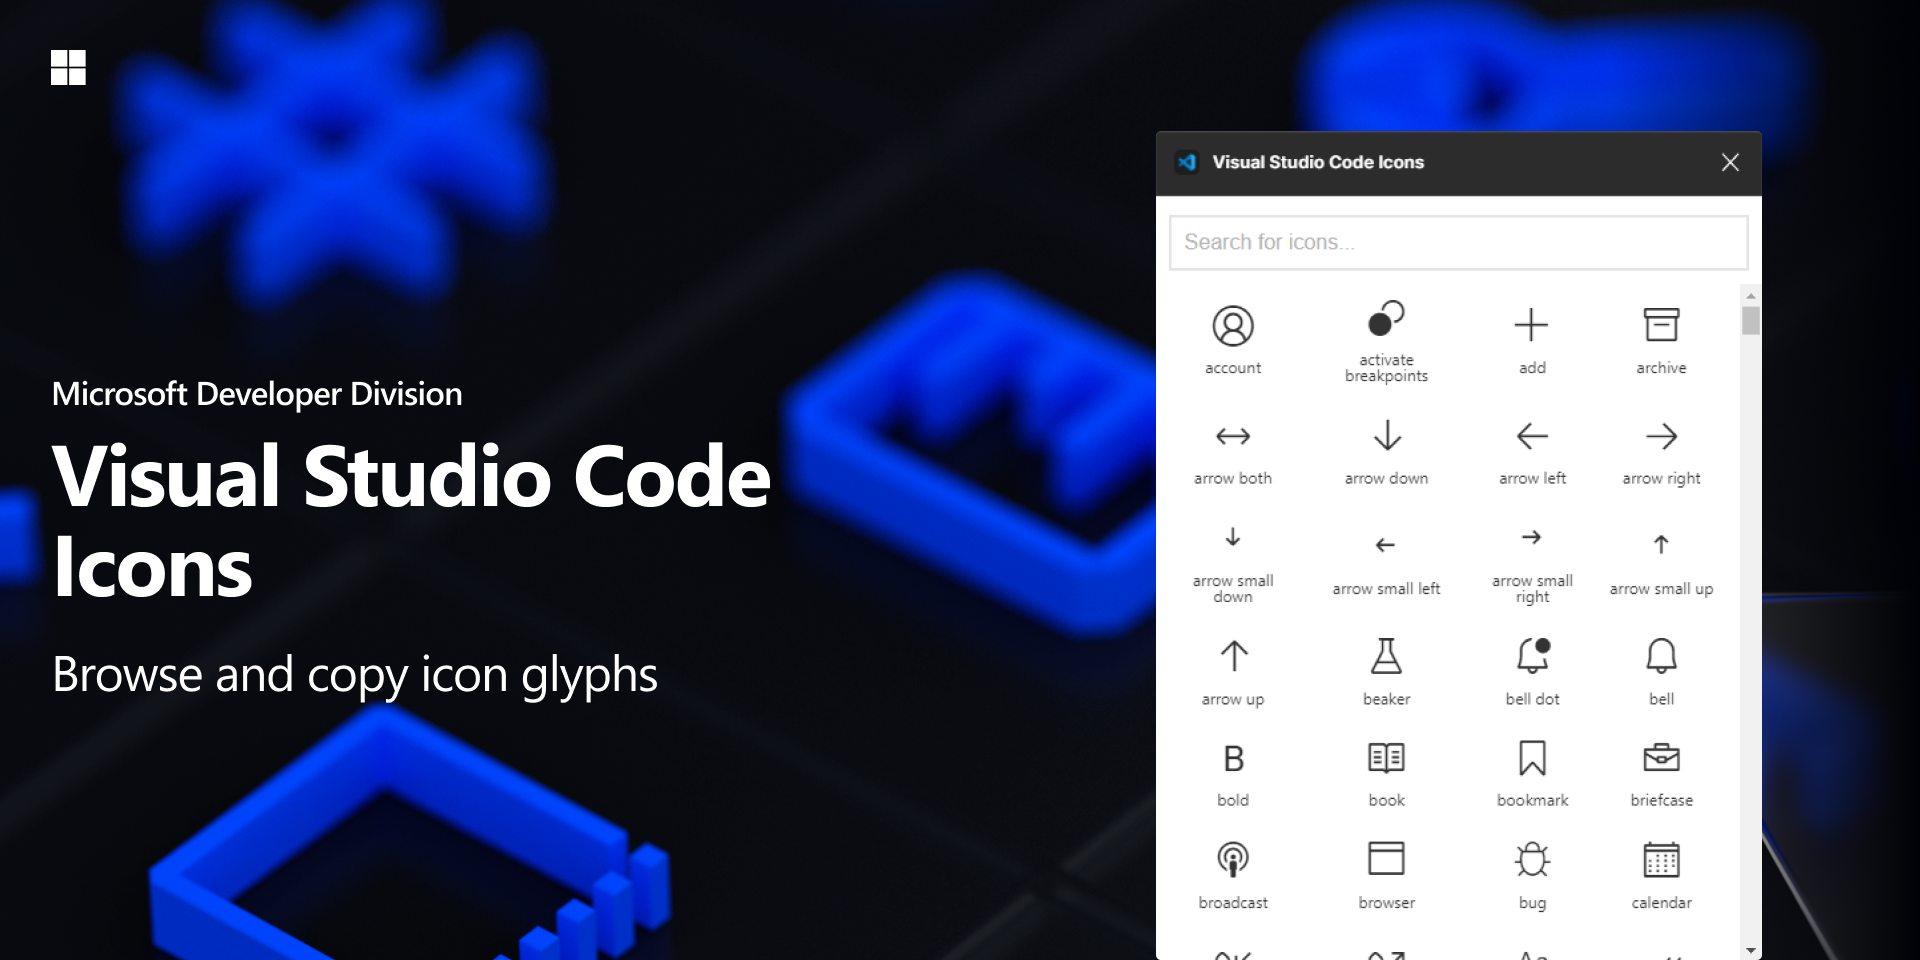 Microsoft Developer Division
Visual Studio Code
Icons
Browse and copy icon glyphs
Visual Studio Code Icons
Search for icons...
account
activate
breakpoints
add
archive
arrow both
arrow down
arrow left
arrow right
arrow small
down
arrow small left
arrow small
right
arrow small up
arrow up
beaker
bell dot
bell
B
bold
book
bookmark
briefcase
broadcast
browser
bug
calendar